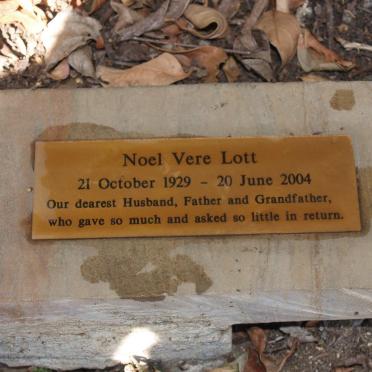 Noel Vere Lott
21 October 1929 - 20 June 2004
Our dearest Husband, Father and Grandfather,
who gave so much and asked so little in return.